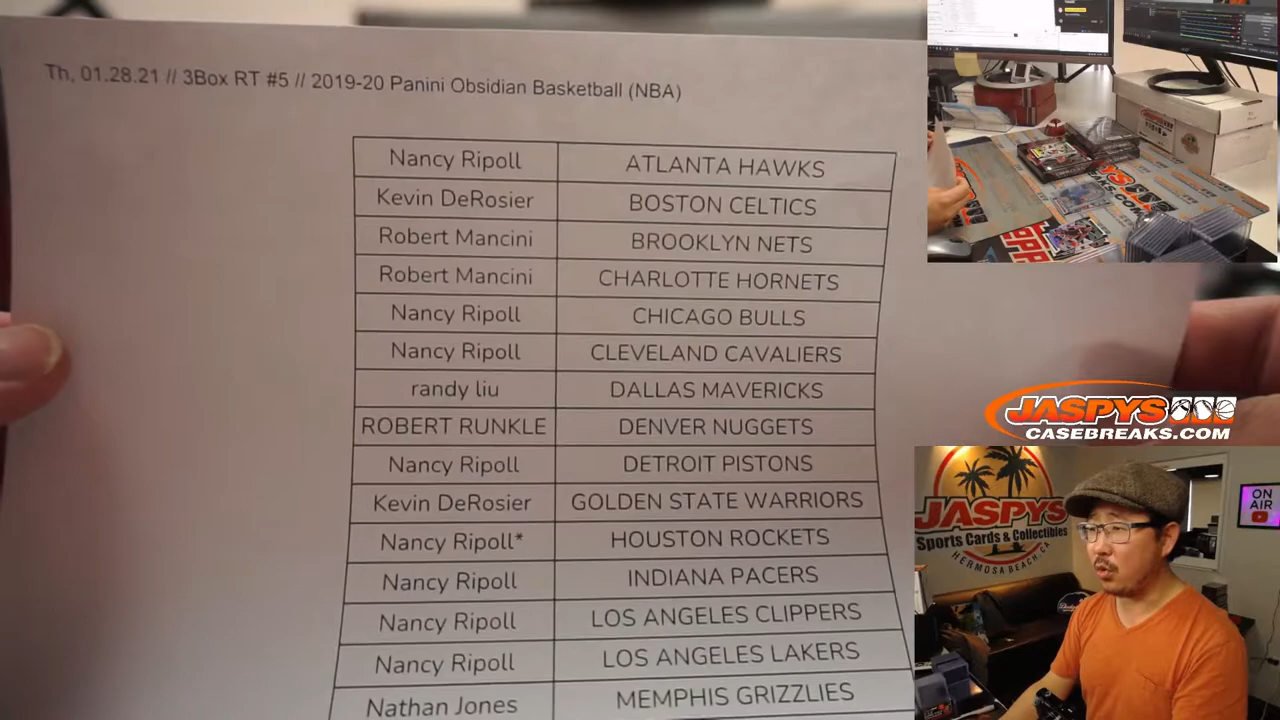 Th, 01.28.21 // 3Box RT #5 // 2019-20 Panini Obsidian Basketball (NBA)
Nancy Ripoll ATLANTA HAWKS
Kevin DeRosier BOSTON CELTICS
Robert Mancini BROOKLYN NETS
Robert Mancini CHARLOTTE HORNETS
Nancy Ripoll CHICAGO BULLS
Nancy Ripoll CLEVELAND CAVALIERS
randy liu DALLAS MAVERICKS
ROBERT RUNKLE DENVER NUGGETS
Nancy Ripoll DETROIT PISTONS
Kevin DeRosier GOLDEN STATE WARRIORS
Nancy Ripoll* HOUSTON ROCKETS
Nancy Ripoll INDIANA PACERS
Nancy Ripoll LOS ANGELES CLIPPERS
Nancy Ripoll LOS ANGELES LAKERS
Nathan Jones MEMPHIS GRIZZLIES
JASPYS
CASEBREAKS.COM
JASPYS
Sports Cards & Collectibles
HERMOSA BEACH, CA
ON
AIR